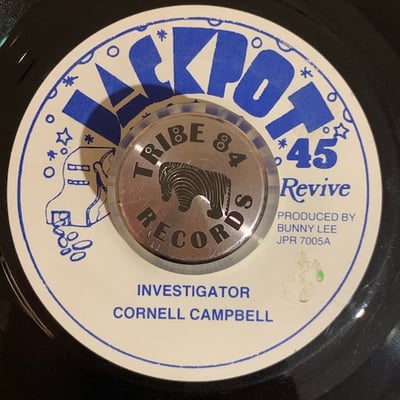 JACKPOT
45
Revive
TRIBE 84
RECORDS
PRODUCED BY
BUNNY LEE
JPR 7005A
INVESTIGATOR
CORNELL CAMPBELL